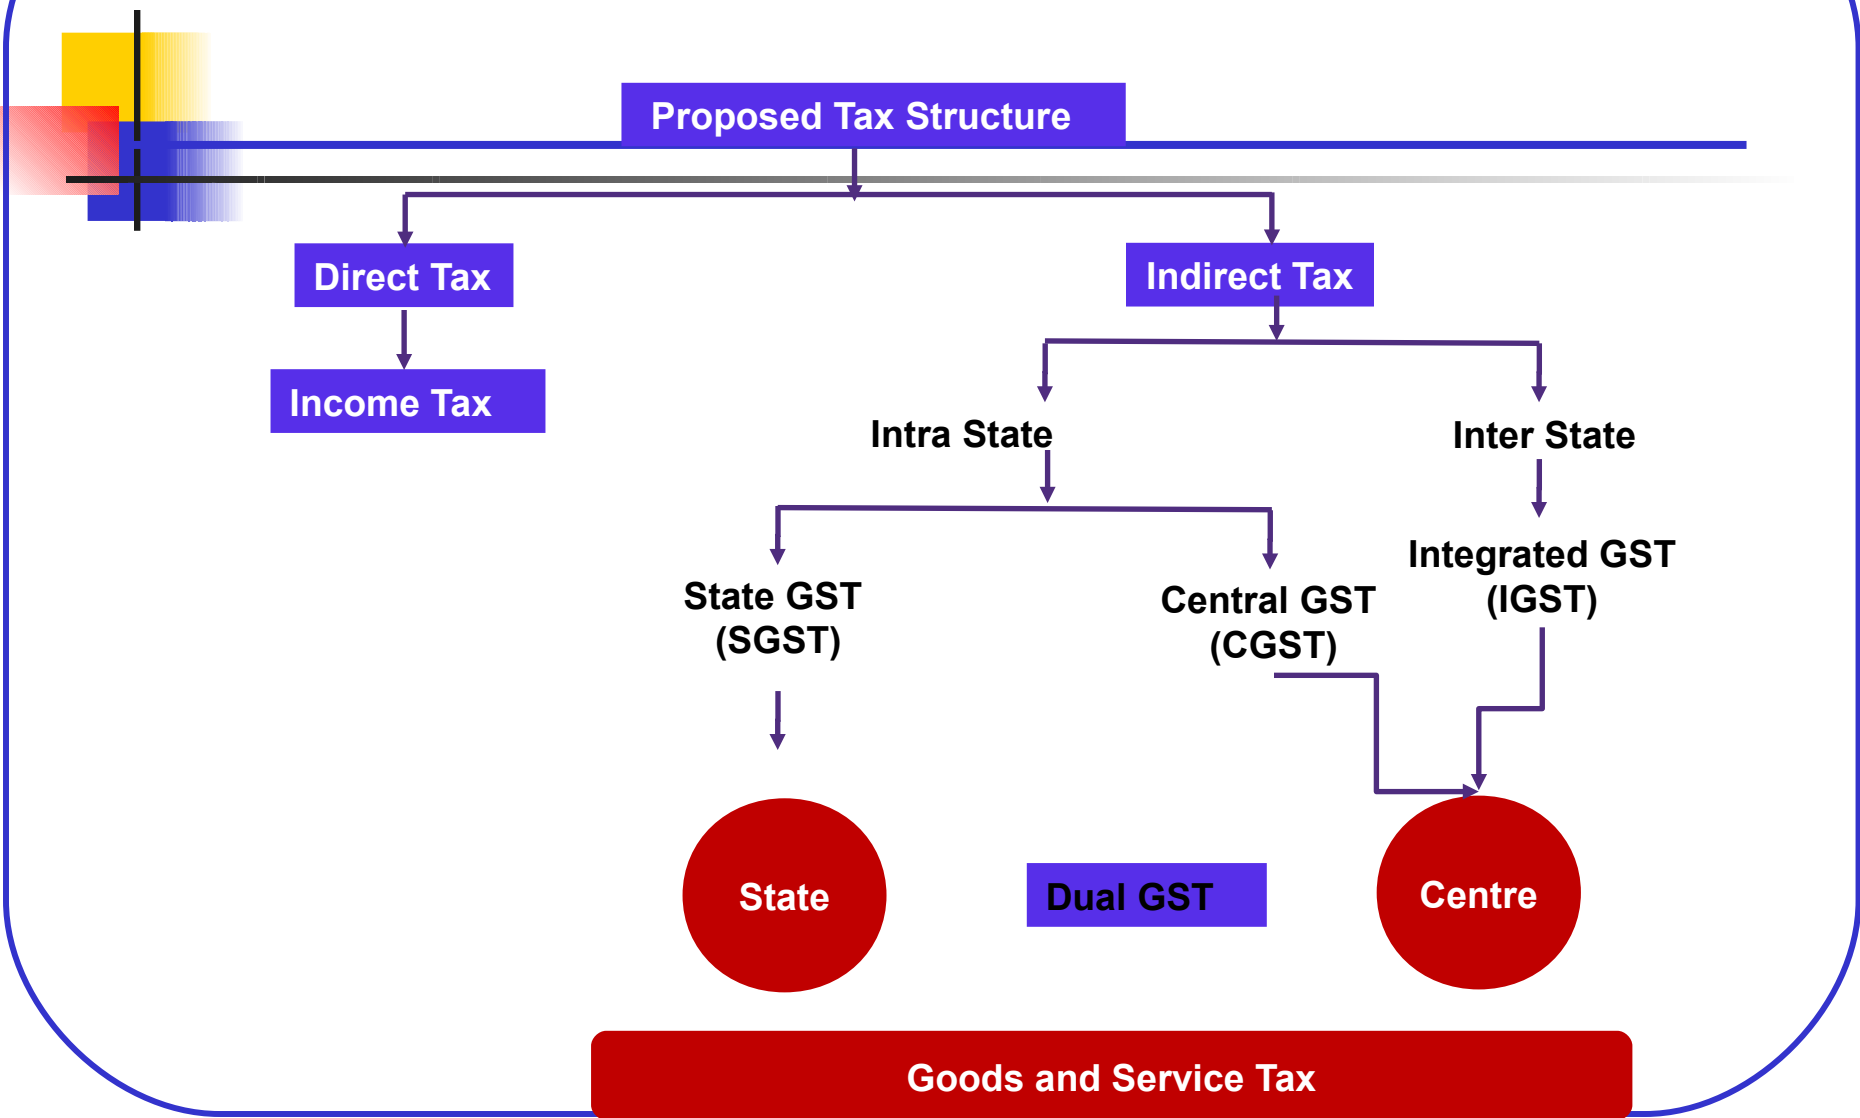 Proposed Tax Structure
Direct Tax
Indirect Tax
Income Tax
Intra State
Inter State
Integrated GST
(IGST)
State GST
(SGST)
Central GST
(CGST)
State
Dual GST
Centre
Goods and Service Tax